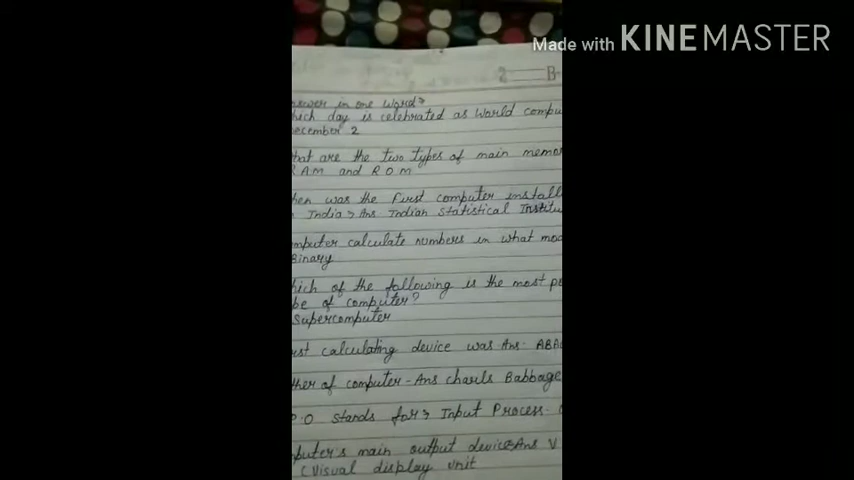 Made with KINEMASTER
2 B-
nswer in one word→
hich day is celebrated as World compu
ecember 2
hat are the two types of main memor
RAM and ROM
hen was the First computer install
India → Ans Indian Statistical Institu
mputer calculate numbers in what mod
Binary
hich of the following is the most po
pe of computer?
Supercomputer
st calculating device was Ans- ABA
ther of computer - Ans charls Babbage
P.O stands for→ Input Process-
puter's main output device Ans V
(Visual display unit